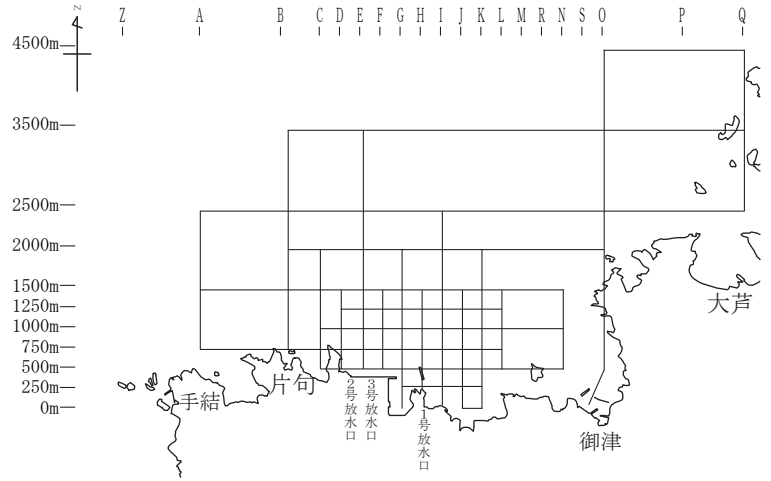 Z A B C D E F G H I J K L M R N S O P Q
Z
4500m
3500m
2500m
2000m
1500m
1250m
1000m
750m
500m
250m
0m
大芦
片句
手結
2号放水口
3号放水口
1号放水口
御津